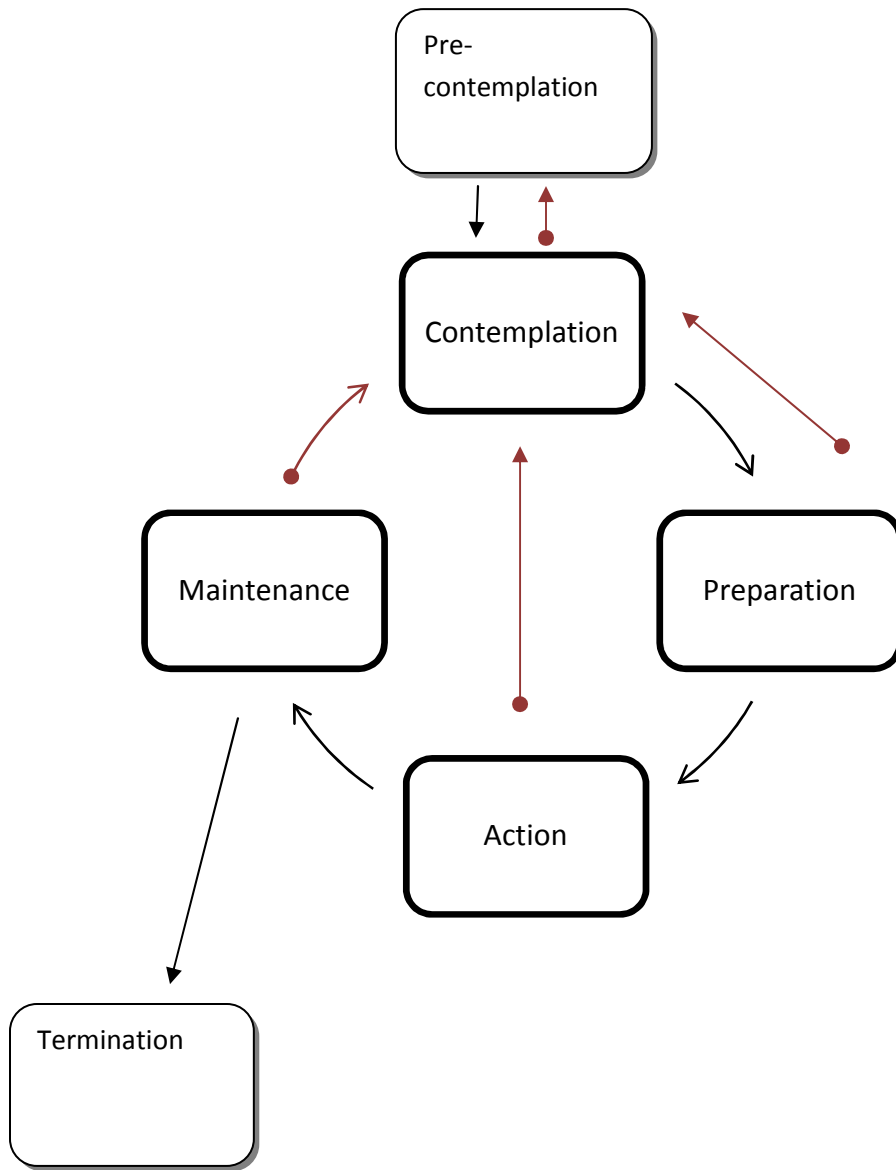 Pre-
contemplation
Contemplation
Maintenance
Preparation
Action
Termination